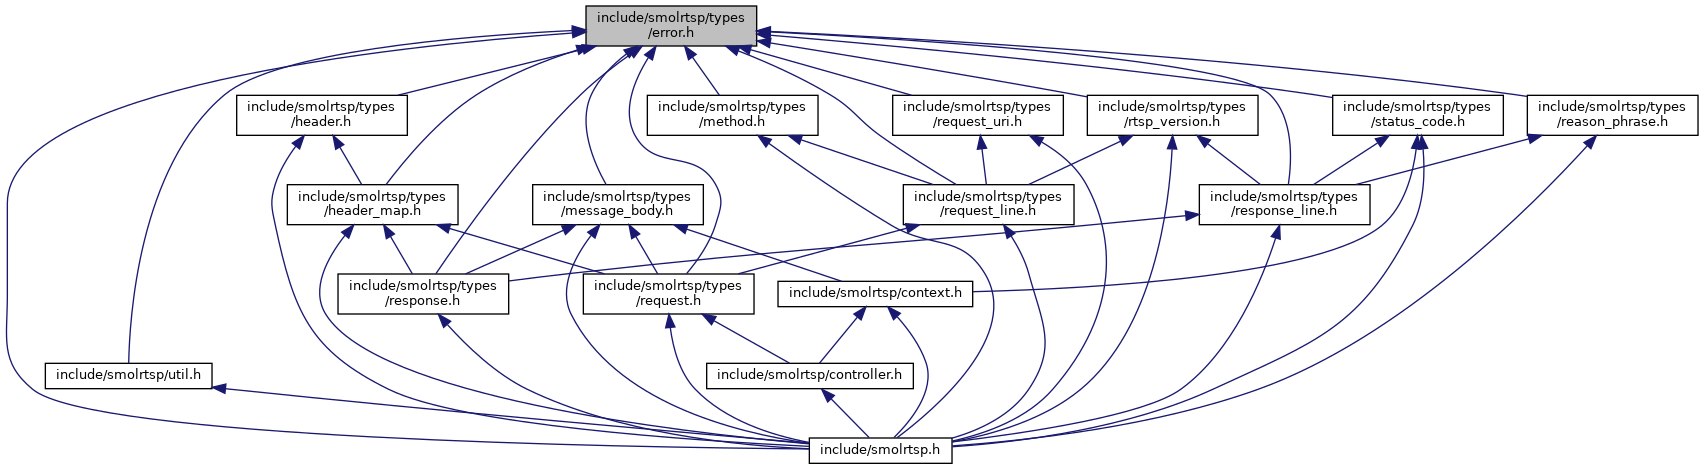 include/smolrtsp/types
/error.h
include/smolrtsp/types
/header.h
include/smolrtsp/types
/method.h
include/smolrtsp/types
/request_uri.h
include/smolrtsp/types
/rtsp_version.h
include/smolrtsp/types
/status_code.h
include/smolrtsp/types
/reason_phrase.h
include/smolrtsp/types
/header_map.h
include/smolrtsp/types
/message_body.h
include/smolrtsp/types
/request_line.h
include/smolrtsp/types
/response_line.h
include/smolrtsp/types
/response.h
include/smolrtsp/types
/request.h
include/smolrtsp/context.h
include/smolrtsp/util.h
include/smolrtsp/controller.h
include/smolrtsp.h